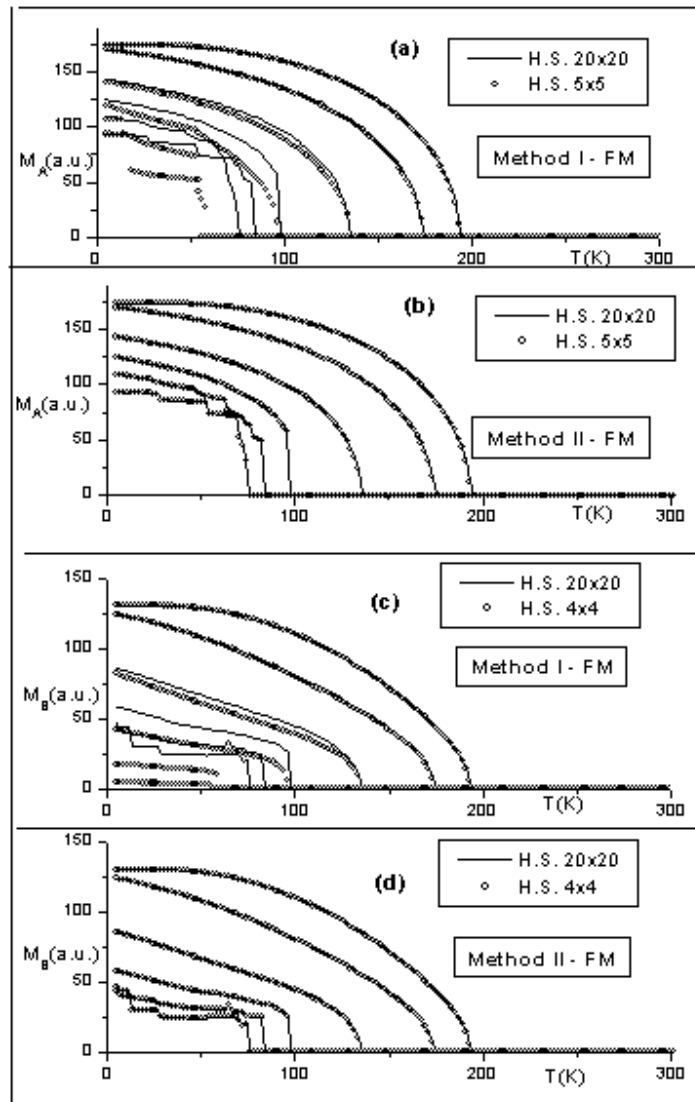 (a)
H.S. 20x20
H.S. 5x5
Method I - FM
150
100
50
0
M_A(a.u.)
0
100
200
300
T(K)
(b)
H.S. 20x20
H.S. 5x5
Method II - FM
150
100
50
0
M_A(a.u.)
0
100
200
300
T(K)
(c)
H.S. 20x20
H.S. 4x4
Method I - FM
150
100
50
0
M_B(a.u.)
0
100
200
300
T(K)
(d)
H.S. 20x20
H.S. 4x4
Method II - FM
150
100
50
0
M_B(a.u.)
0
100
200
300
T(K)